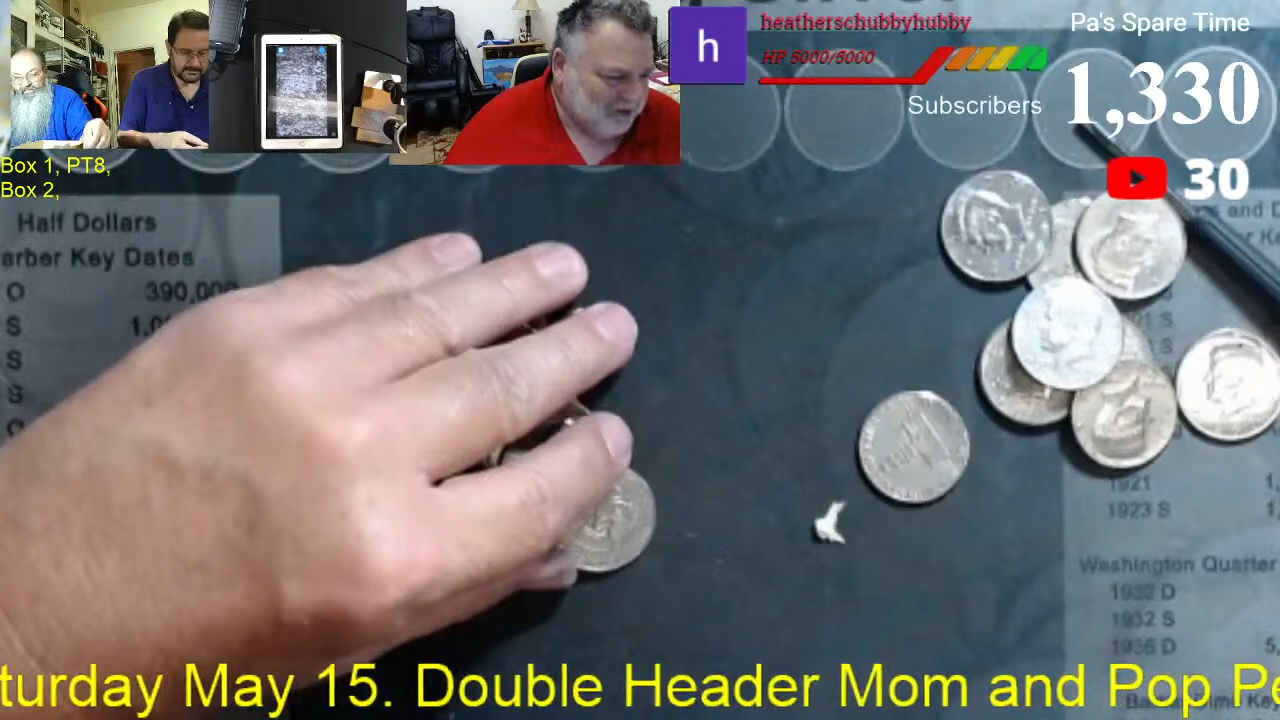 heatherschubbyhubby
h
HP 5000/5000
Pa's Spare Time
Subscribers 1,330
30
Box 1, PT8,
Box 2,
Half Dollars
arber Key Dates
O 390,000
S
S
S
1921
1923 S
Washington Quarter
1932 D
1932 S
1936 D 5,
turday May 15. Double Header Mom and Pop Pe